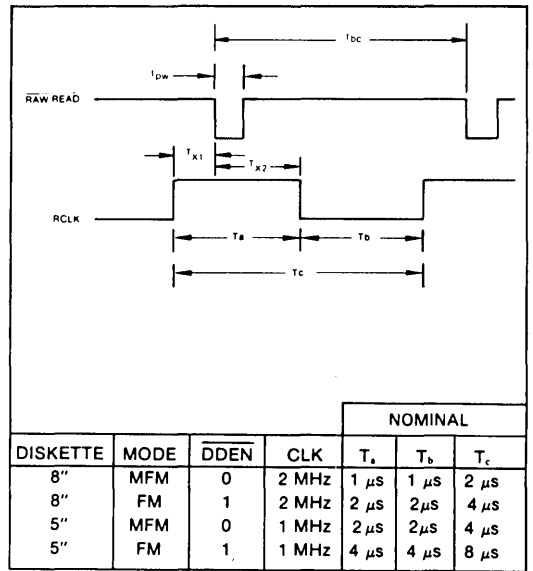 Tbc
Tpw
RAW READ
Tx1
Tx2
RCLK
Ta
Tb
Tc
NOMINAL
DISKETTE MODE DDEN CLK Ta Tb Tc
8" MFM 0 2 MHz 1 µs 1 µs 2 µs
8" FM 1 2 MHz 2 µs 2µs 4 µs
5" MFM 0 1 MHz 2µs 2µs 4 µs
5" FM 1 1 MHz 4 µs 4 µs 8 µs